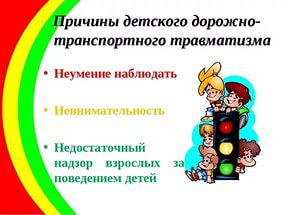 Причины детского дорожно-
транспортного травматизма
• Неумение наблюдать
• Невнимательность
• Недостаточный
надзор взрослых за
поведением детей